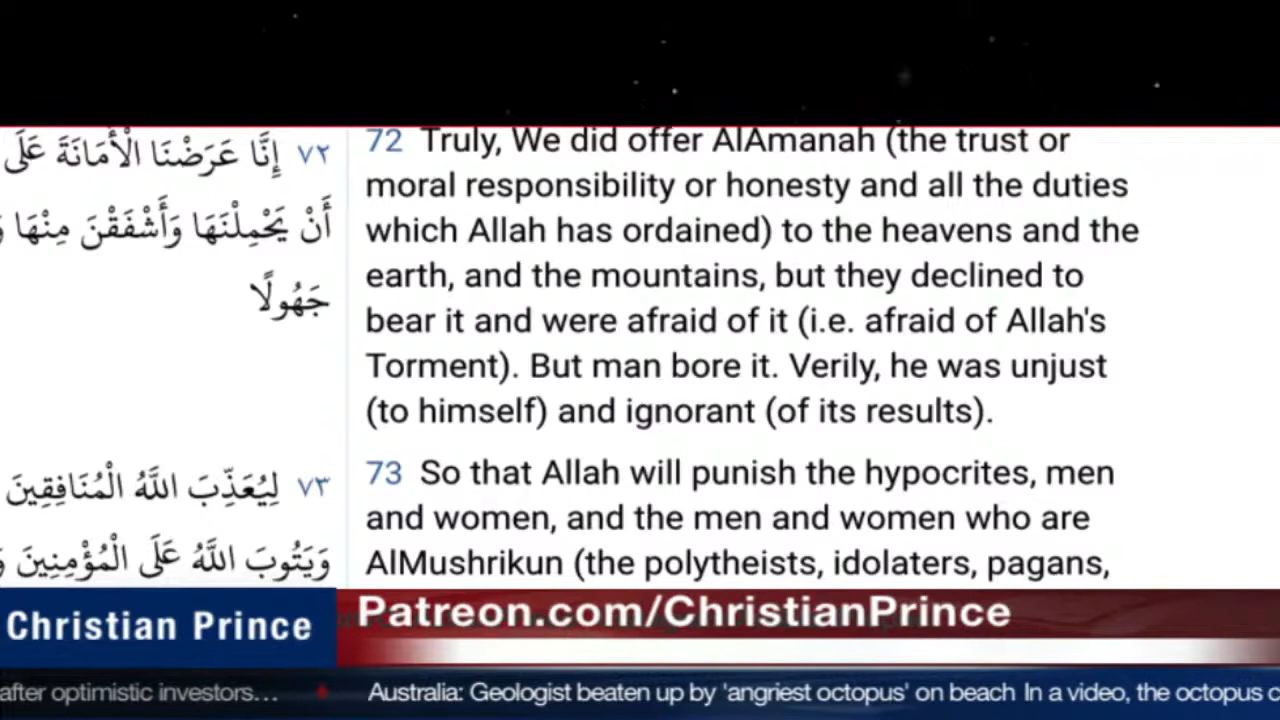 ٧٢ إِنَّا عَرَضْنَا الْأَمَانَةَ عَلَى
أَنْ يَحْمِلْنَهَا وَأَشْفَقْنَ مِنْهَا
جَهُولًا
72 Truly, We did offer AlAmanah (the trust or
moral responsibility or honesty and all the duties
which Allah has ordained) to the heavens and the
earth, and the mountains, but they declined to
bear it and were afraid of it (i.e. afraid of Allah's
Torment). But man bore it. Verily, he was unjust
(to himself) and ignorant (of its results).
٧٣ لِيُعَذِّبَ اللَّهُ الْمُنَافِقِينَ
وَيَتُوبَ اللَّهُ عَلَى الْمُؤْمِنِينَ
73 So that Allah will punish the hypocrites, men
and women, and the men and women who are
AlMushrikun (the polytheists, idolaters, pagans,
Christian Prince
Patreon.com/ChristianPrince
after optimistic investors...
Australia: Geologist beaten up by 'angriest octopus' on beach In a video, the octopus